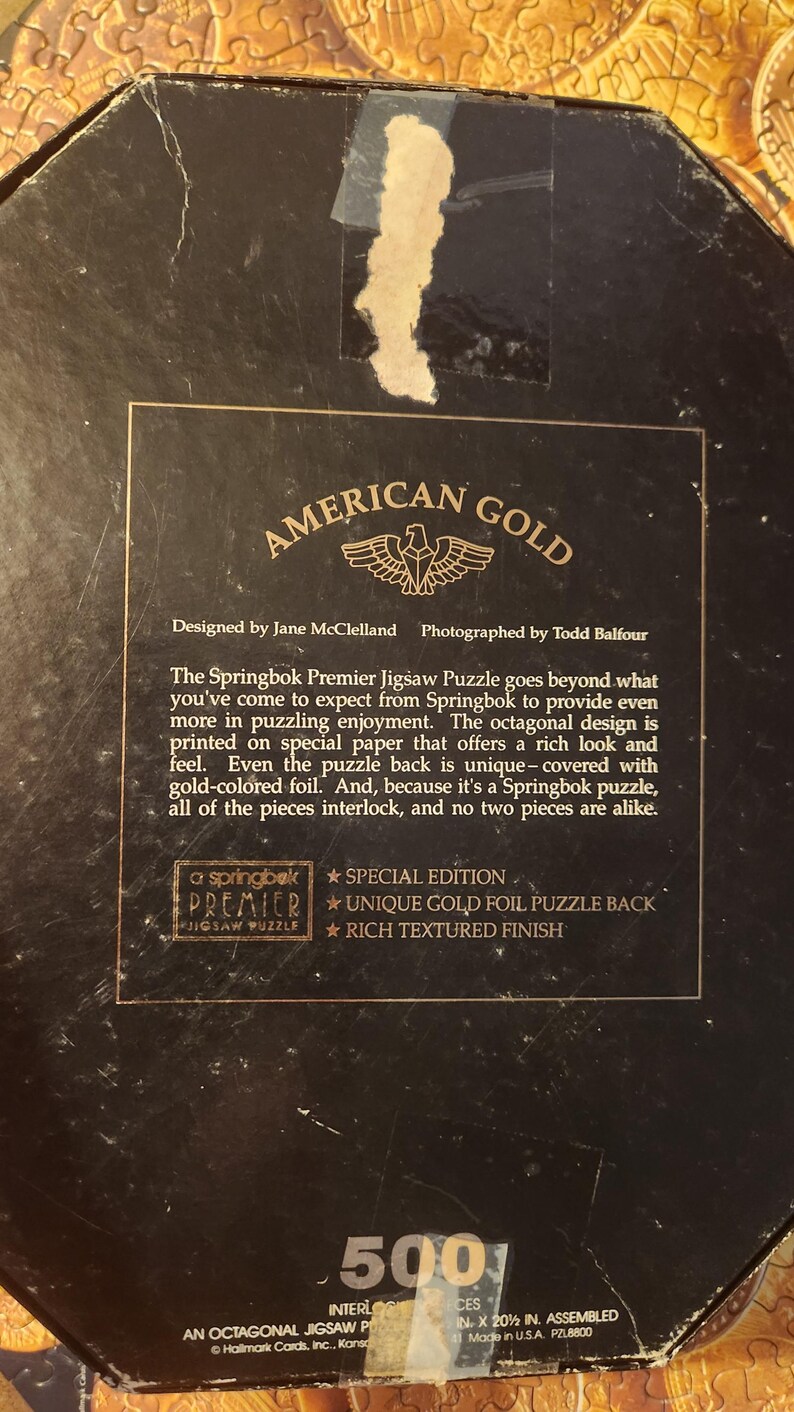 AMERICAN GOLD
Designed by Jane McClelland Photographed by Todd Balfour
The Springbok Premier Jigsaw Puzzle goes beyond what
you've come to expect from Springbok to provide even
more in puzzling enjoyment. The octagonal design is
printed on special paper that offers a rich look and
feel. Even the puzzle back is unique–covered with
gold-colored foil. And, because it's a Springbok puzzle,
all of the pieces interlock, and no two pieces are alike.
a springbok
PREMIER
JIGSAW PUZZLE
★ SPECIAL EDITION
★ UNIQUE GOLD FOIL PUZZLE BACK
★ RICH TEXTURED FINISH
500
AN OCTAGONAL JIGSAW IN. X 20½ IN. ASSEMBLED
© Hallmark Cards, Inc., 41 Made in U.S.A. PZL8800